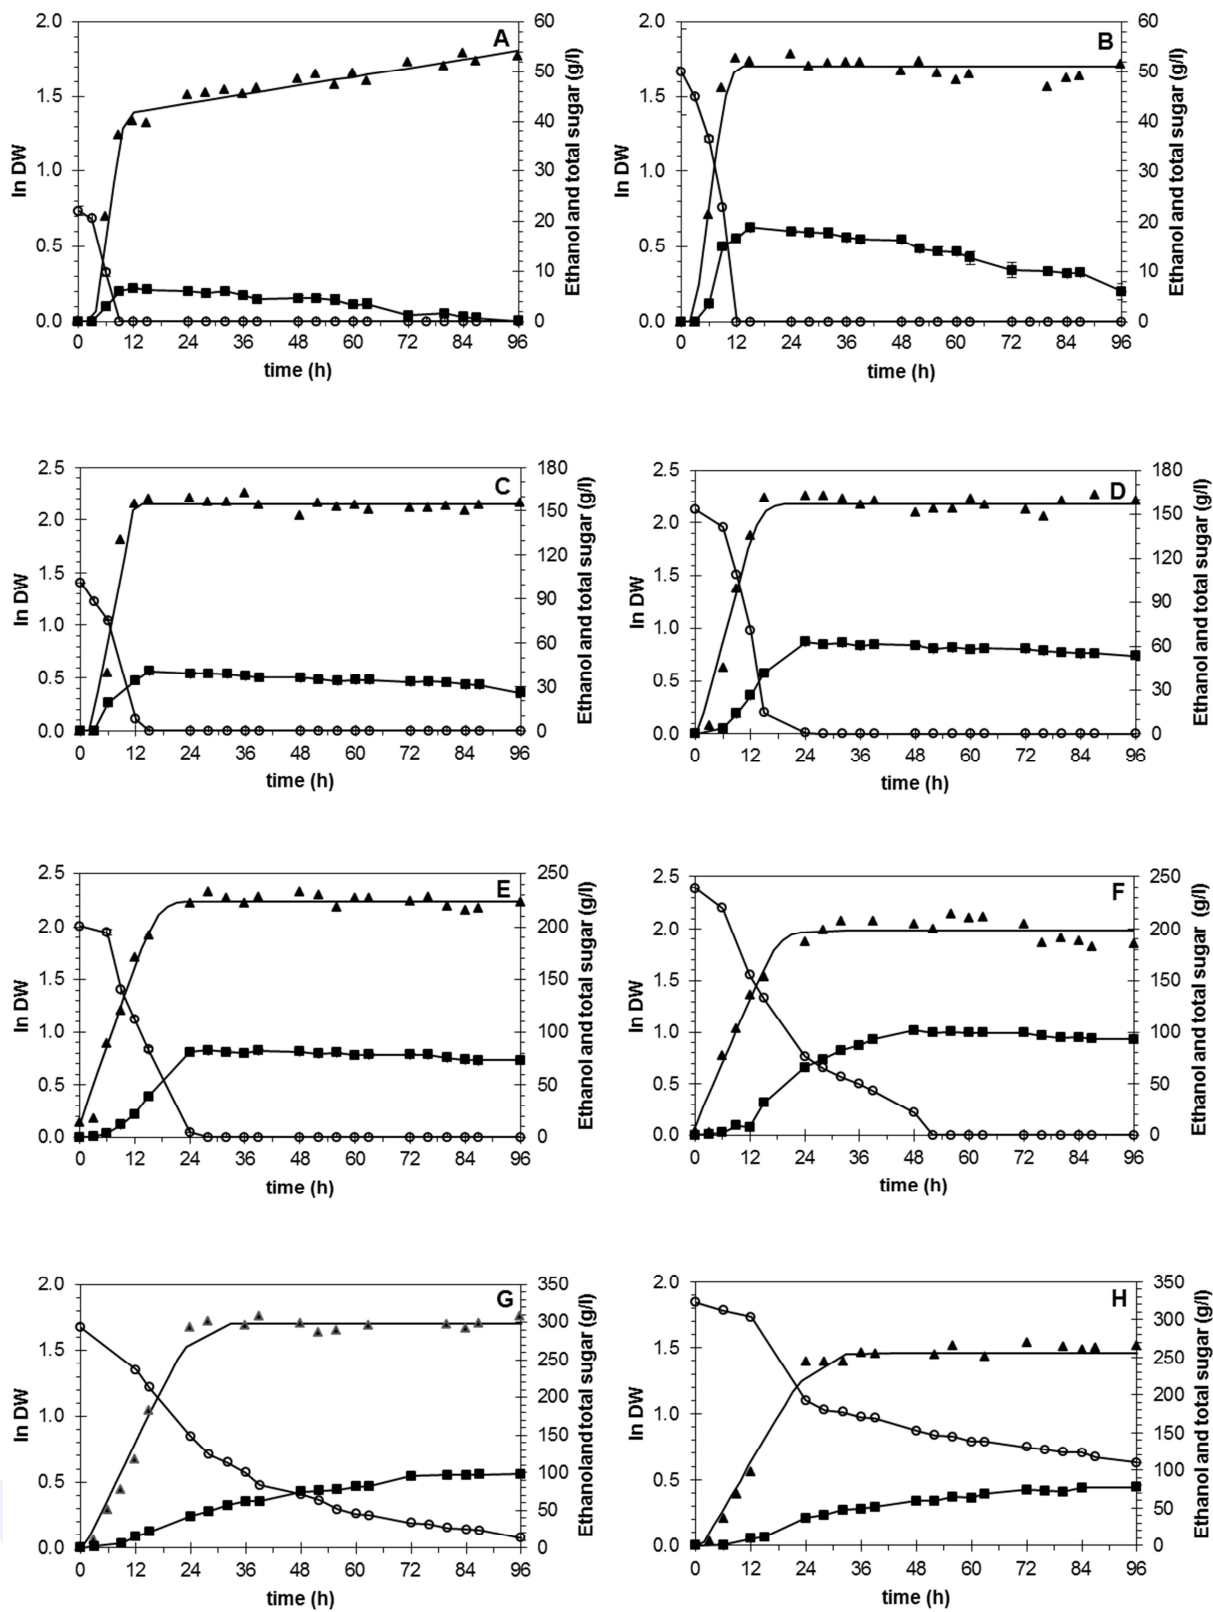 A
2.0 1.5 1.0 0.5 0.0
ln DW
60 50 40 30 20 10 0
Ethanol and total sugar (g/l)
0 12 24 36 48 60 72 84 96
time (h)
B
2.0 1.5 1.0 0.5 0.0
ln DW
60 50 40 30 20 10 0
Ethanol and total sugar (g/l)
0 12 24 36 48 60 72 84 96
time (h)
C
2.5 2.0 1.5 1.0 0.5 0.0
ln DW
180 150 120 90 60 30 0
Ethanol and total sugar (g/l)
0 12 24 36 48 60 72 84 96
time (h)
D
2.5 2.0 1.5 1.0 0.5 0.0
ln DW
180 150 120 90 60 30 0
Ethanol and total sugar (g/l)
0 12 24 36 48 60 72 84 96
time (h)
E
2.5 2.0 1.5 1.0 0.5 0.0
ln DW
250 200 150 100 50 0
Ethanol and total sugar (g/l)
0 12 24 36 48 60 72 84 96
time (h)
F
2.5 2.0 1.5 1.0 0.5 0.0
ln DW
250 200 150 100 50 0
Ethanol and total sugar (g/l)
0 12 24 36 48 60 72 84 96
time (h)
G
2.0 1.5 1.0 0.5 0.0
ln DW
350 300 250 200 150 100 50 0
Ethanoland total sugar (g/l)
0 12 24 36 48 60 72 84 96
time (h)
H
2.0 1.5 1.0 0.5 0.0
ln DW
350 300 250 200 150 100 50 0
Ethanol and total sugar (g/l)
0 12 24 36 48 60 72 84 96
time (h)